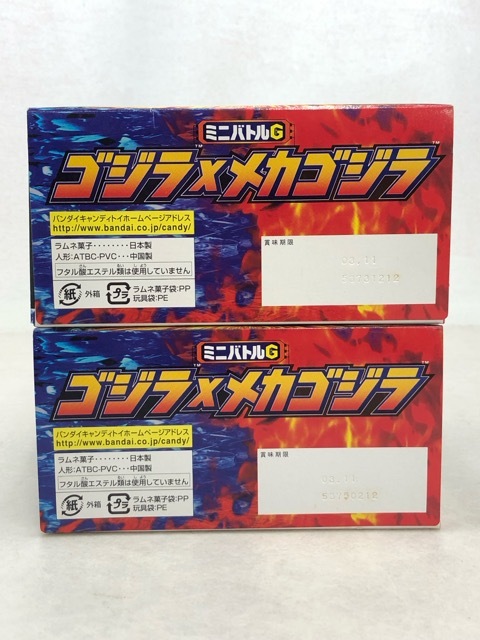 ミニバトルG
ゴジラ×メカゴジラ
バンダイキャンディトイホームページアドレス
http://www.bandai.co.jp/candy/
ラムネ菓子・・・・・・・・日本製
人形:ATBC-PVC・・・中国製
フタル酸エステル類は使用していません
紙 外箱 プラ ラムネ菓子袋:PP
玩具袋:PE
賞味期限
03.11
ミニバトルG
ゴジラ×メカゴジラ
バンダイキャンディトイホームページアドレス
http://www.bandai.co.jp/candy/
ラムネ菓子・・・・・・・・日本製
人形:ATBC-PVC・・・中国製
フタル酸エステル類は使用していません
紙 外箱 プラ ラムネ菓子袋:PP
玩具袋:PE
賞味期限
03.11